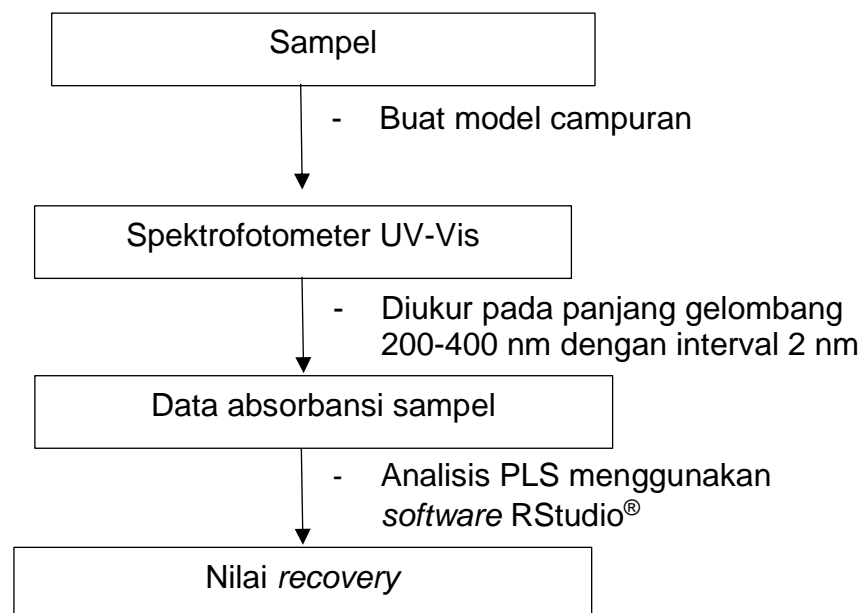 Sampel
- Buat model campuran
Spektrofotometer UV-Vis
- Diukur pada panjang gelombang
200-400 nm dengan interval 2 nm
Data absorbansi sampel
- Analisis PLS menggunakan
software RStudio®
Nilai recovery